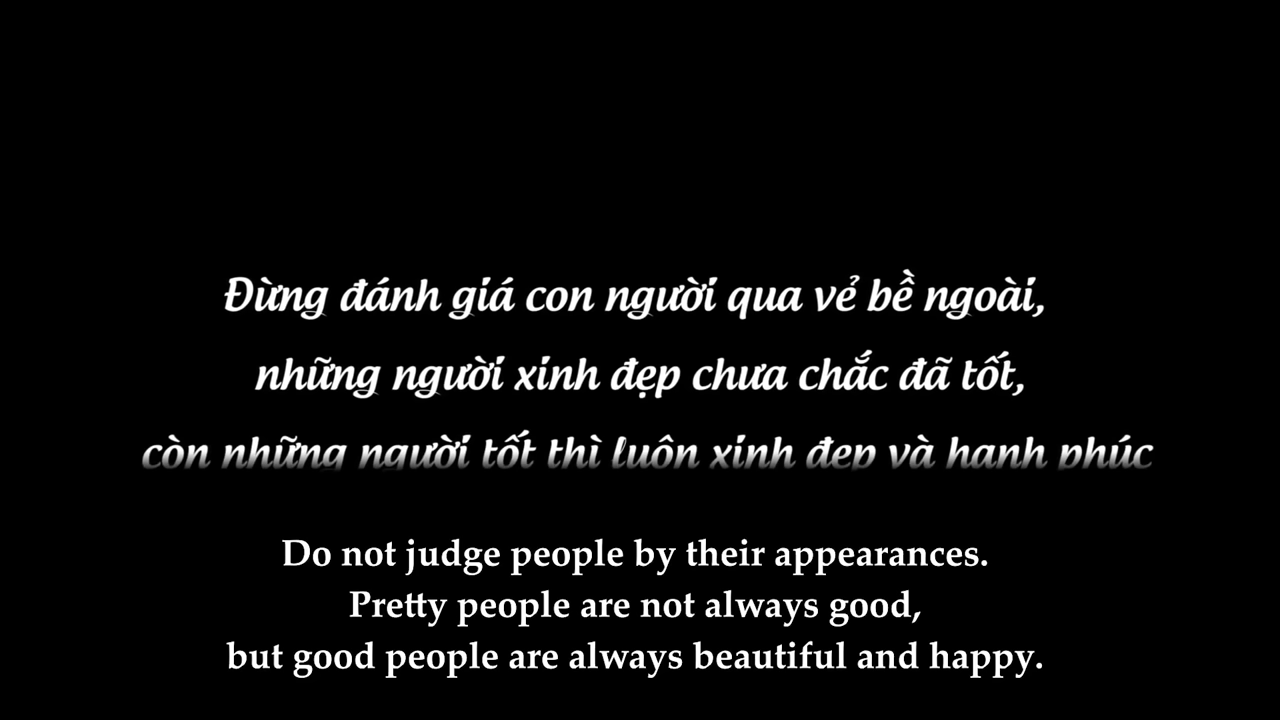 Đừng đánh giá con người qua vẻ bề ngoài,
những người xinh đẹp chưa chắc đã tốt,
còn những người tốt thì luôn xinh đẹp và hạnh phúc
Do not judge people by their appearances.
Pretty people are not always good,
but good people are always beautiful and happy.